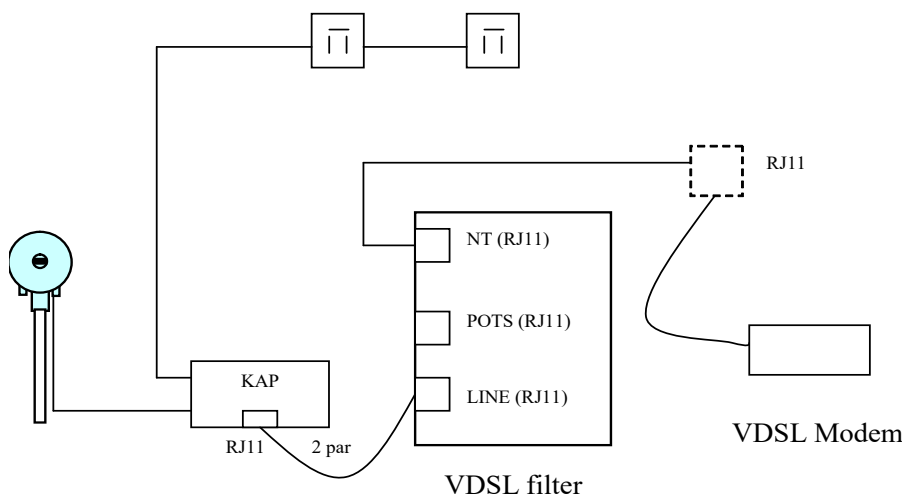 RJ11
NT (RJ11)
POTS (RJ11)
KAP
LINE (RJ11)
RJ11
2 par
VDSL Modem
VDSL filter